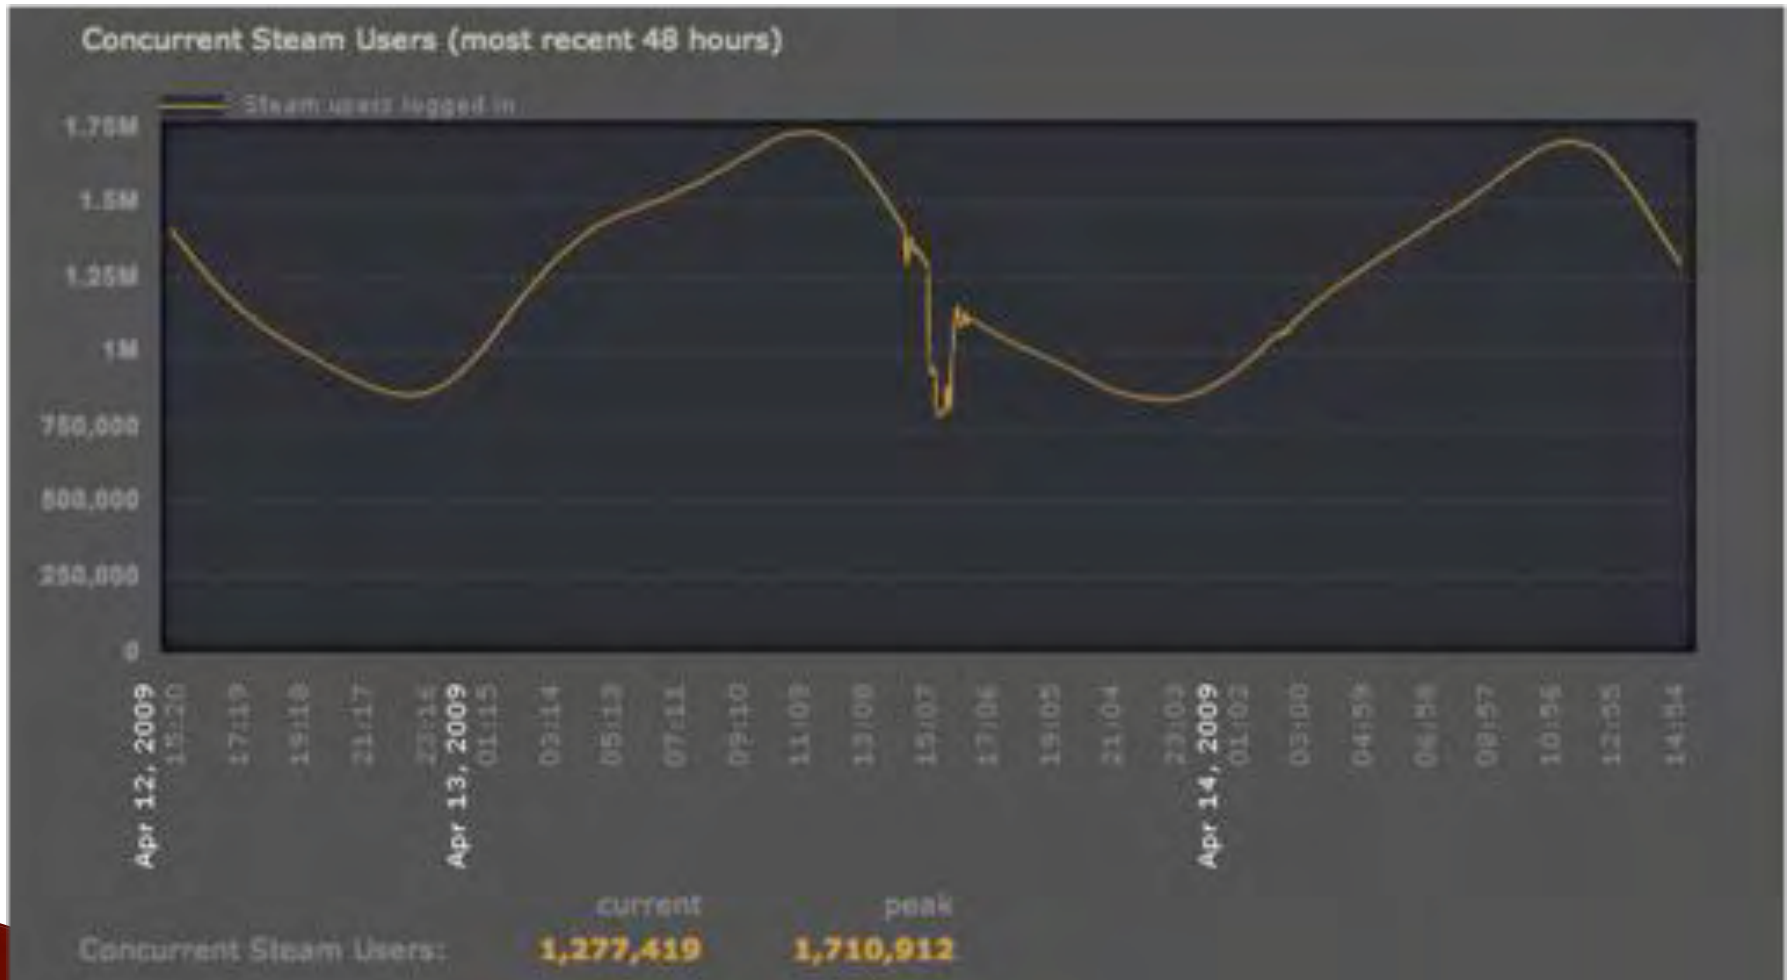 Concurrent Steam Users (most recent 48 hours)
Steam users logged in
1.75M
1.5M
1.25M
1M
750,000
500,000
250,000
0
Apr 12, 2009
15:20
17:19
19:18
21:17
23:16
Apr 13, 2009
01:15
03:14
05:13
07:11
09:10
11:09
13:08
15:07
17:06
19:05
21:04
23:03
Apr 14, 2009
01:02
03:00
04:59
06:58
08:57
10:56
12:55
14:54
current peak
Concurrent Steam Users: 1,277,419 1,710,912